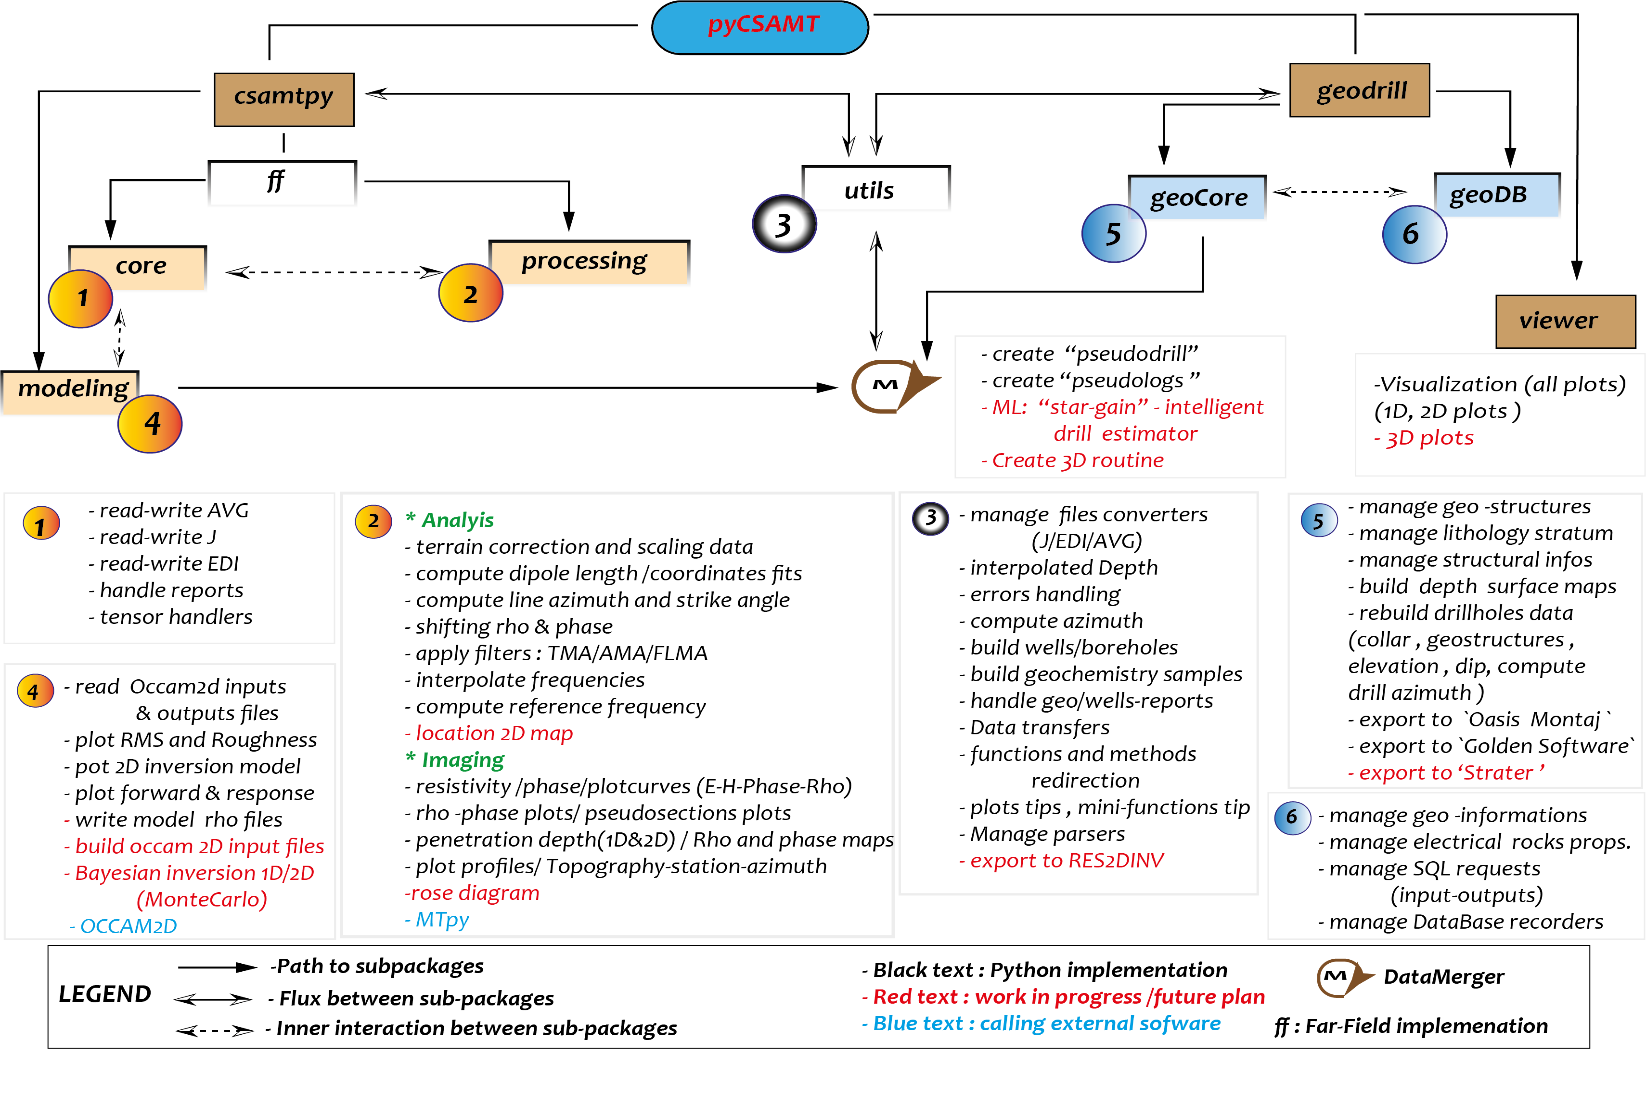 pyCSAMT
csamtpy
geodrill
ff
utils
geoCore
geoDB
3
5
6
core
processing
1
2
viewer
modeling
4
M
- create “pseudodrill”
- create “pseudologs ”
- ML: “star-gain” - intelligent
drill estimator
- Create 3D routine
-Visualization (all plots)
(1D, 2D plots )
- 3D plots
1
- read-write AVG
- read-write J
- read-write EDI
- handle reports
- tensor handlers
4
- read Occam2d inputs
& outputs files
- plot RMS and Roughness
- pot 2D inversion model
- plot forward & response
- write model rho files
- build occam 2D input files
- Bayesian inversion 1D/2D
(MonteCarlo)
- OCCAM2D
2
* Analyis
- terrain correction and scaling data
- compute dipole length /coordinates fits
- compute line azimuth and strike angle
- shifting rho & phase
- apply filters : TMA/AMA/FLMA
- interpolate frequencies
- compute reference frequency
- location 2D map
* Imaging
- resistivity /phase/plotcurves (E-H-Phase-Rho)
- rho -phase plots/ pseudosections plots
- penetration depth(1D&2D) / Rho and phase maps
- plot profiles/ Topography-station-azimuth
-rose diagram
- MTpy
3
- manage files converters
(J/EDI/AVG)
- interpolated Depth
- errors handling
- compute azimuth
- build wells/boreholes
- build geochemistry samples
- handle geo/wells-reports
- Data transfers
- functions and methods
redirection
- plots tips , mini-functions tip
- Manage parsers
- export to RES2DINV
5
- manage geo -structures
- manage lithology stratum
- manage structural infos
- build depth surface maps
- rebuild drillholes data
(collar , geostructures ,
elevation , dip, compute
drill azimuth )
- export to `Oasis Montaj `
- export to `Golden Software`
- export to ‘Strater ’
6
- manage geo -informations
- manage electrical rocks props.
- manage SQL requests
(input-outputs)
- manage DataBase recorders
LEGEND
-Path to subpackages
- Flux between sub-packages
- Inner interaction between sub-packages
- Black text : Python implementation
- Red text : work in progress /future plan
- Blue text : calling external sofware
M
DataMerger
ff : Far-Field implemenation